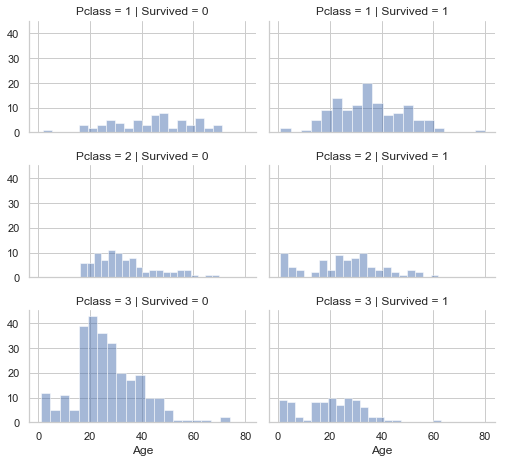 Pclass = 1 | Survived = 0
Pclass = 1 | Survived = 1
40
30
20
10
0
Pclass = 2 | Survived = 0
Pclass = 2 | Survived = 1
40
30
20
10
0
Pclass = 3 | Survived = 0
Pclass = 3 | Survived = 1
40
30
20
10
0
0 20 40 60 80
0 20 40 60 80
Age
Age